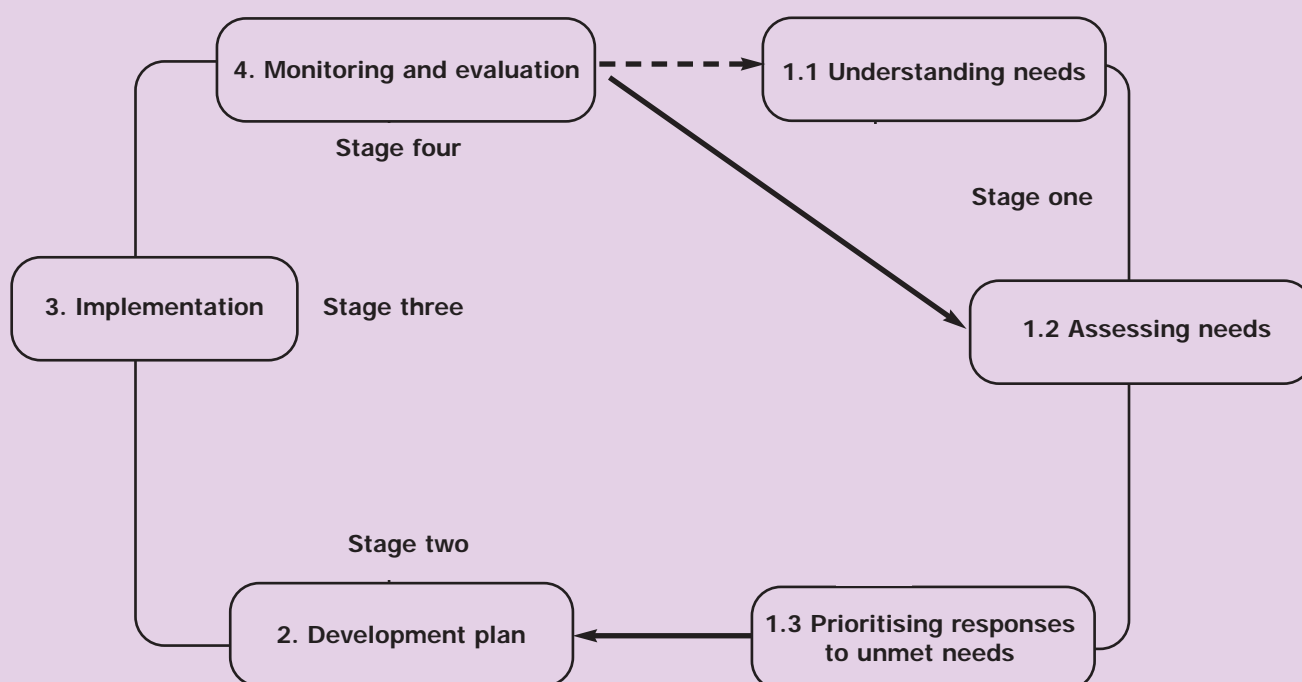 4. Monitoring and evaluation
1.1 Understanding needs
Stage four
Stage one
3. Implementation
Stage three
1.2 Assessing needs
Stage two
2. Development plan
1.3 Prioritising responses
to unmet needs